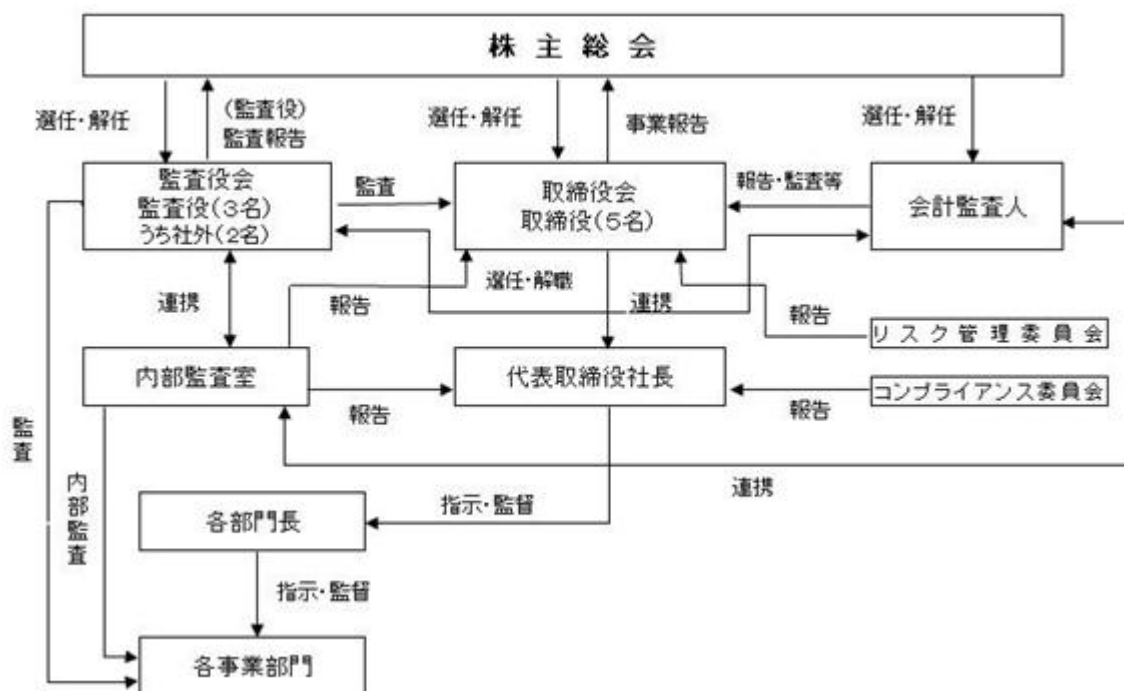 株主総会
選任・解任
(監査役)
監査報告
選任・解任
事業報告
選任・解任
監査役会
監査役(3名)
うち社外(2名)
監査
取締役会
取締役(5名)
報告・監査等
会計監査人
連携
報告
選任・解職
連携
報告
リスク管理委員会
内部監査室
報告
代表取締役社長
報告
コンプライアンス委員会
監査
内部監査
連携
指示・監督
各部門長
指示・監督
各事業部門